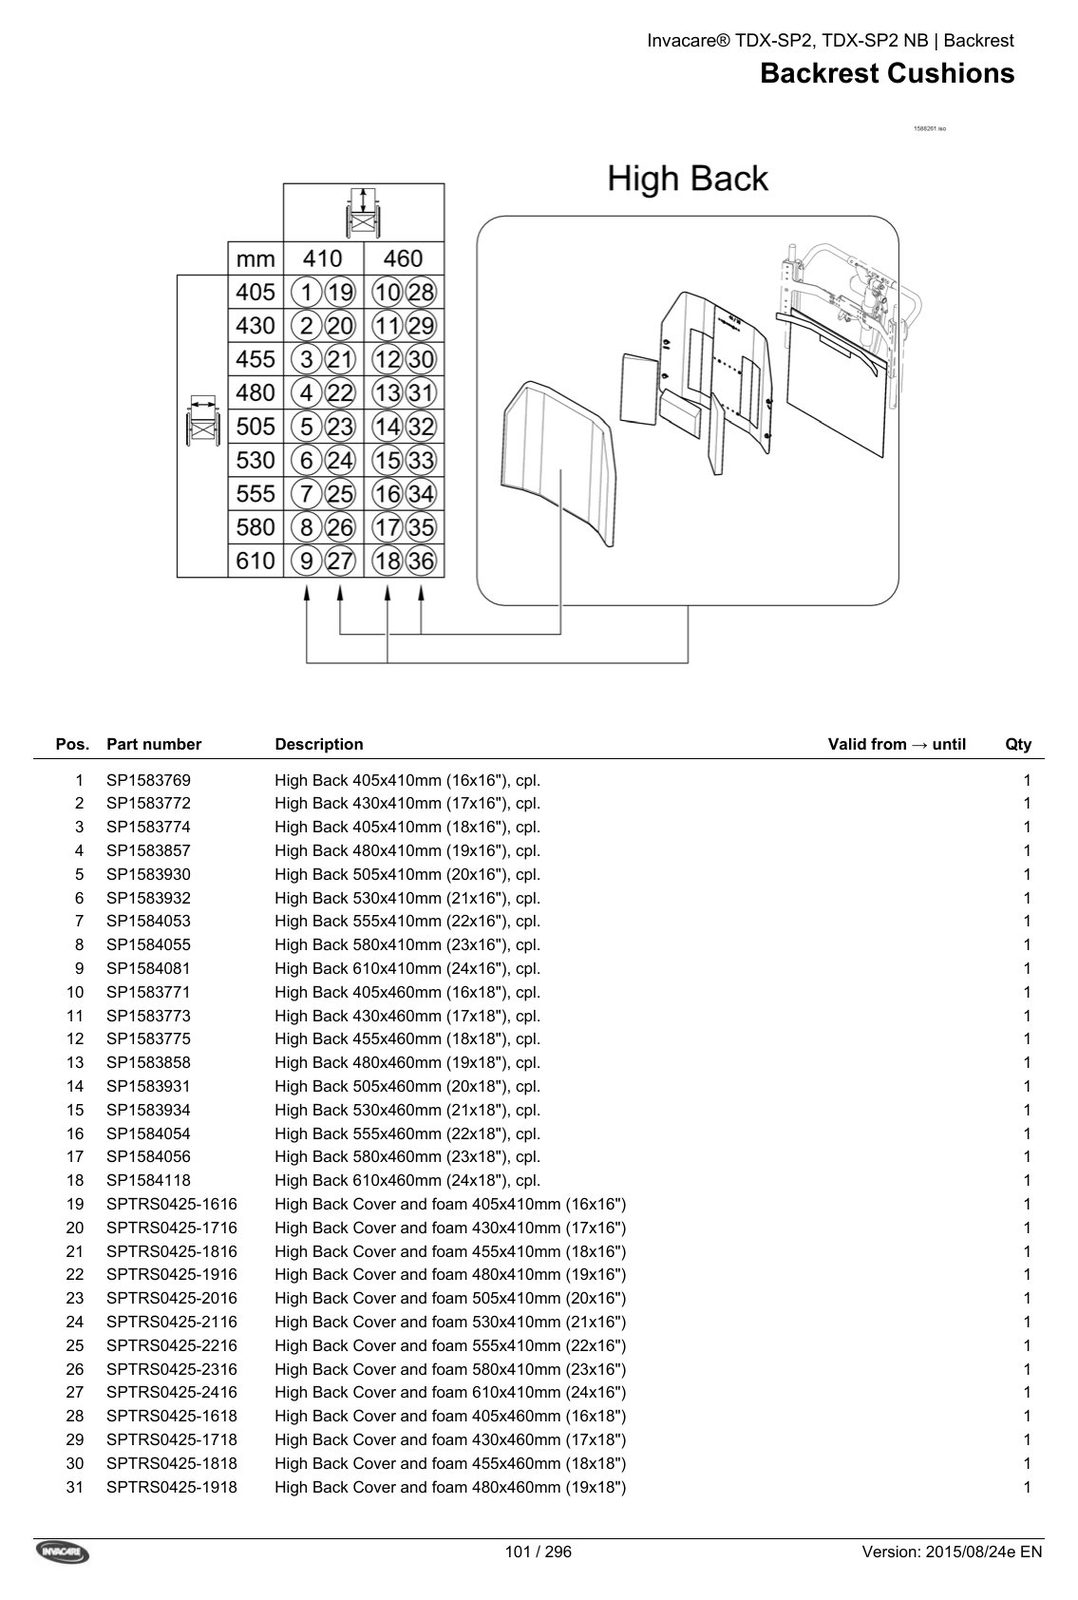 Invacare® TDX-SP2, TDX-SP2 NB | Backrest
Backrest Cushions
1588261.iso
High Back
mm 410 460
405 1 19 10 28
430 2 20 11 29
455 3 21 12 30
480 4 22 13 31
505 5 23 14 32
530 6 24 15 33
555 7 25 16 34
580 8 26 17 35
610 9 27 18 36
Pos. Part number Description Valid from → until Qty
1 SP1583769 High Back 405x410mm (16x16"), cpl. 1
2 SP1583772 High Back 430x410mm (17x16"), cpl. 1
3 SP1583774 High Back 405x410mm (18x16"), cpl. 1
4 SP1583857 High Back 480x410mm (19x16"), cpl. 1
5 SP1583930 High Back 505x410mm (20x16"), cpl. 1
6 SP1583932 High Back 530x410mm (21x16"), cpl. 1
7 SP1584053 High Back 555x410mm (22x16"), cpl. 1
8 SP1584055 High Back 580x410mm (23x16"), cpl. 1
9 SP1584081 High Back 610x410mm (24x16"), cpl. 1
10 SP1583771 High Back 405x460mm (16x18"), cpl. 1
11 SP1583773 High Back 430x460mm (17x18"), cpl. 1
12 SP1583775 High Back 455x460mm (18x18"), cpl. 1
13 SP1583858 High Back 480x460mm (19x18"), cpl. 1
14 SP1583931 High Back 505x460mm (20x18"), cpl. 1
15 SP1583934 High Back 530x460mm (21x18"), cpl. 1
16 SP1584054 High Back 555x460mm (22x18"), cpl. 1
17 SP1584056 High Back 580x460mm (23x18"), cpl. 1
18 SP1584118 High Back 610x460mm (24x18"), cpl. 1
19 SPTRS0425-1616 High Back Cover and foam 405x410mm (16x16") 1
20 SPTRS0425-1716 High Back Cover and foam 430x410mm (17x16") 1
21 SPTRS0425-1816 High Back Cover and foam 455x410mm (18x16") 1
22 SPTRS0425-1916 High Back Cover and foam 480x410mm (19x16") 1
23 SPTRS0425-2016 High Back Cover and foam 505x410mm (20x16") 1
24 SPTRS0425-2116 High Back Cover and foam 530x410mm (21x16") 1
25 SPTRS0425-2216 High Back Cover and foam 555x410mm (22x16") 1
26 SPTRS0425-2316 High Back Cover and foam 580x410mm (23x16") 1
27 SPTRS0425-2416 High Back Cover and foam 610x410mm (24x16") 1
28 SPTRS0425-1618 High Back Cover and foam 405x460mm (16x18") 1
29 SPTRS0425-1718 High Back Cover and foam 430x460mm (17x18") 1
30 SPTRS0425-1818 High Back Cover and foam 455x460mm (18x18") 1
31 SPTRS0425-1918 High Back Cover and foam 480x460mm (19x18") 1
INVACARE 101 / 296 Version: 2015/08/24e EN